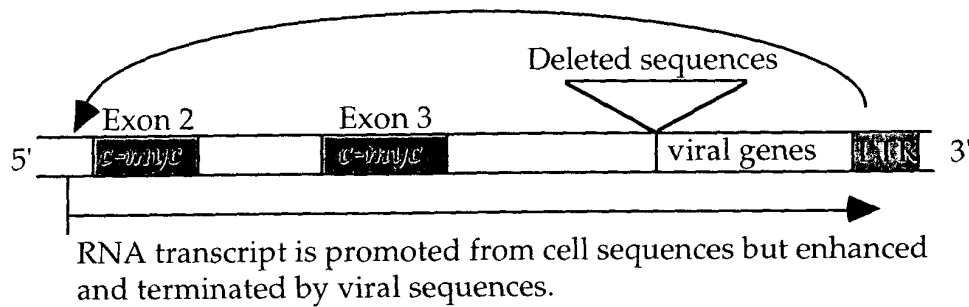 Deleted sequences
Exon 2
Exon 3
5'
c-myc
c-myc
viral genes
LTR
3'
RNA transcript is promoted from cell sequences but enhanced
and terminated by viral sequences.